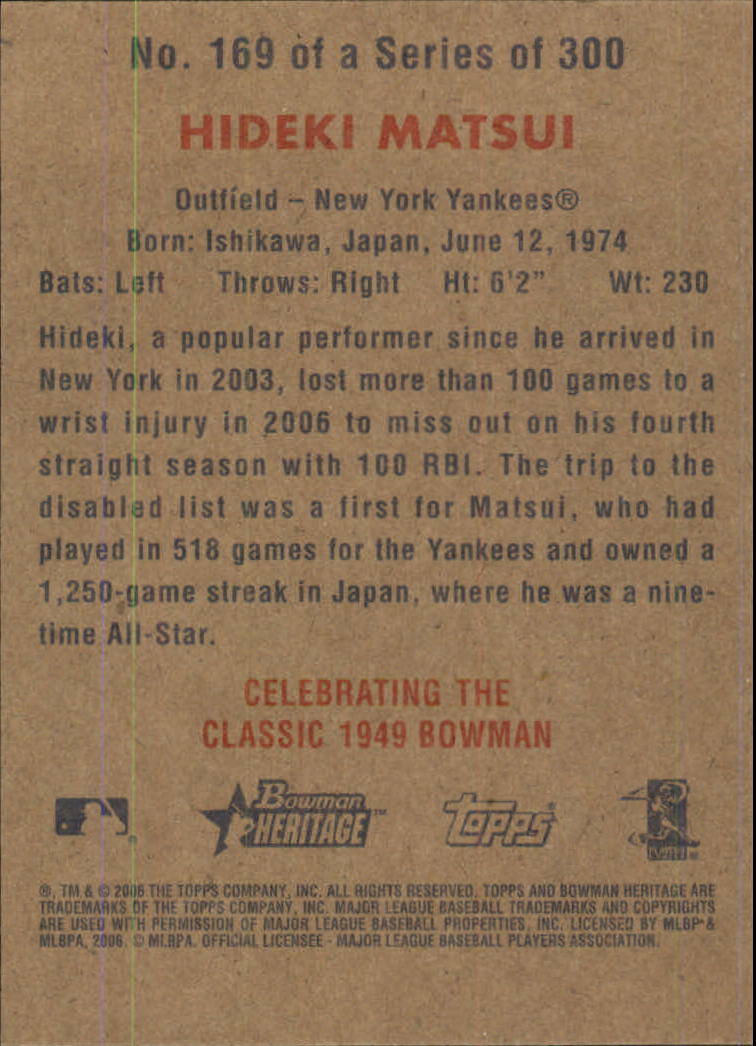 No. 169 of a Series of 300
HIDEKI MATSUI
Outfield – New York Yankees®
Born: Ishikawa, Japan, June 12, 1974
Bats: Left Throws: Right Ht: 6'2" Wt: 230
Hideki, a popular performer since he arrived in
New York in 2003, lost more than 100 games to a
wrist injury in 2006 to miss out on his fourth
straight season with 100 RBI. The trip to the
disabled list was a first for Matsui, who had
played in 518 games for the Yankees and owned a
1,250-game streak in Japan, where he was a nine-
time All-Star.
CELEBRATING THE
CLASSIC 1949 BOWMAN
Bowman
HERITAGE™
Topps®
PLAYERS
®, TM & © 2006 THE TOPPS COMPANY, INC. ALL RIGHTS RESERVED. TOPPS AND BOWMAN HERITAGE ARE
TRADEMARKS OF THE TOPPS COMPANY, INC. MAJOR LEAGUE BASEBALL TRADEMARKS AND COPYRIGHTS
ARE USED WITH PERMISSION OF MAJOR LEAGUE BASEBALL PROPERTIES, INC. LICENSED BY MLBP &
MLBPA, 2006. © MLBPA. OFFICIAL LICENSEE - MAJOR LEAGUE BASEBALL PLAYERS ASSOCIATION.